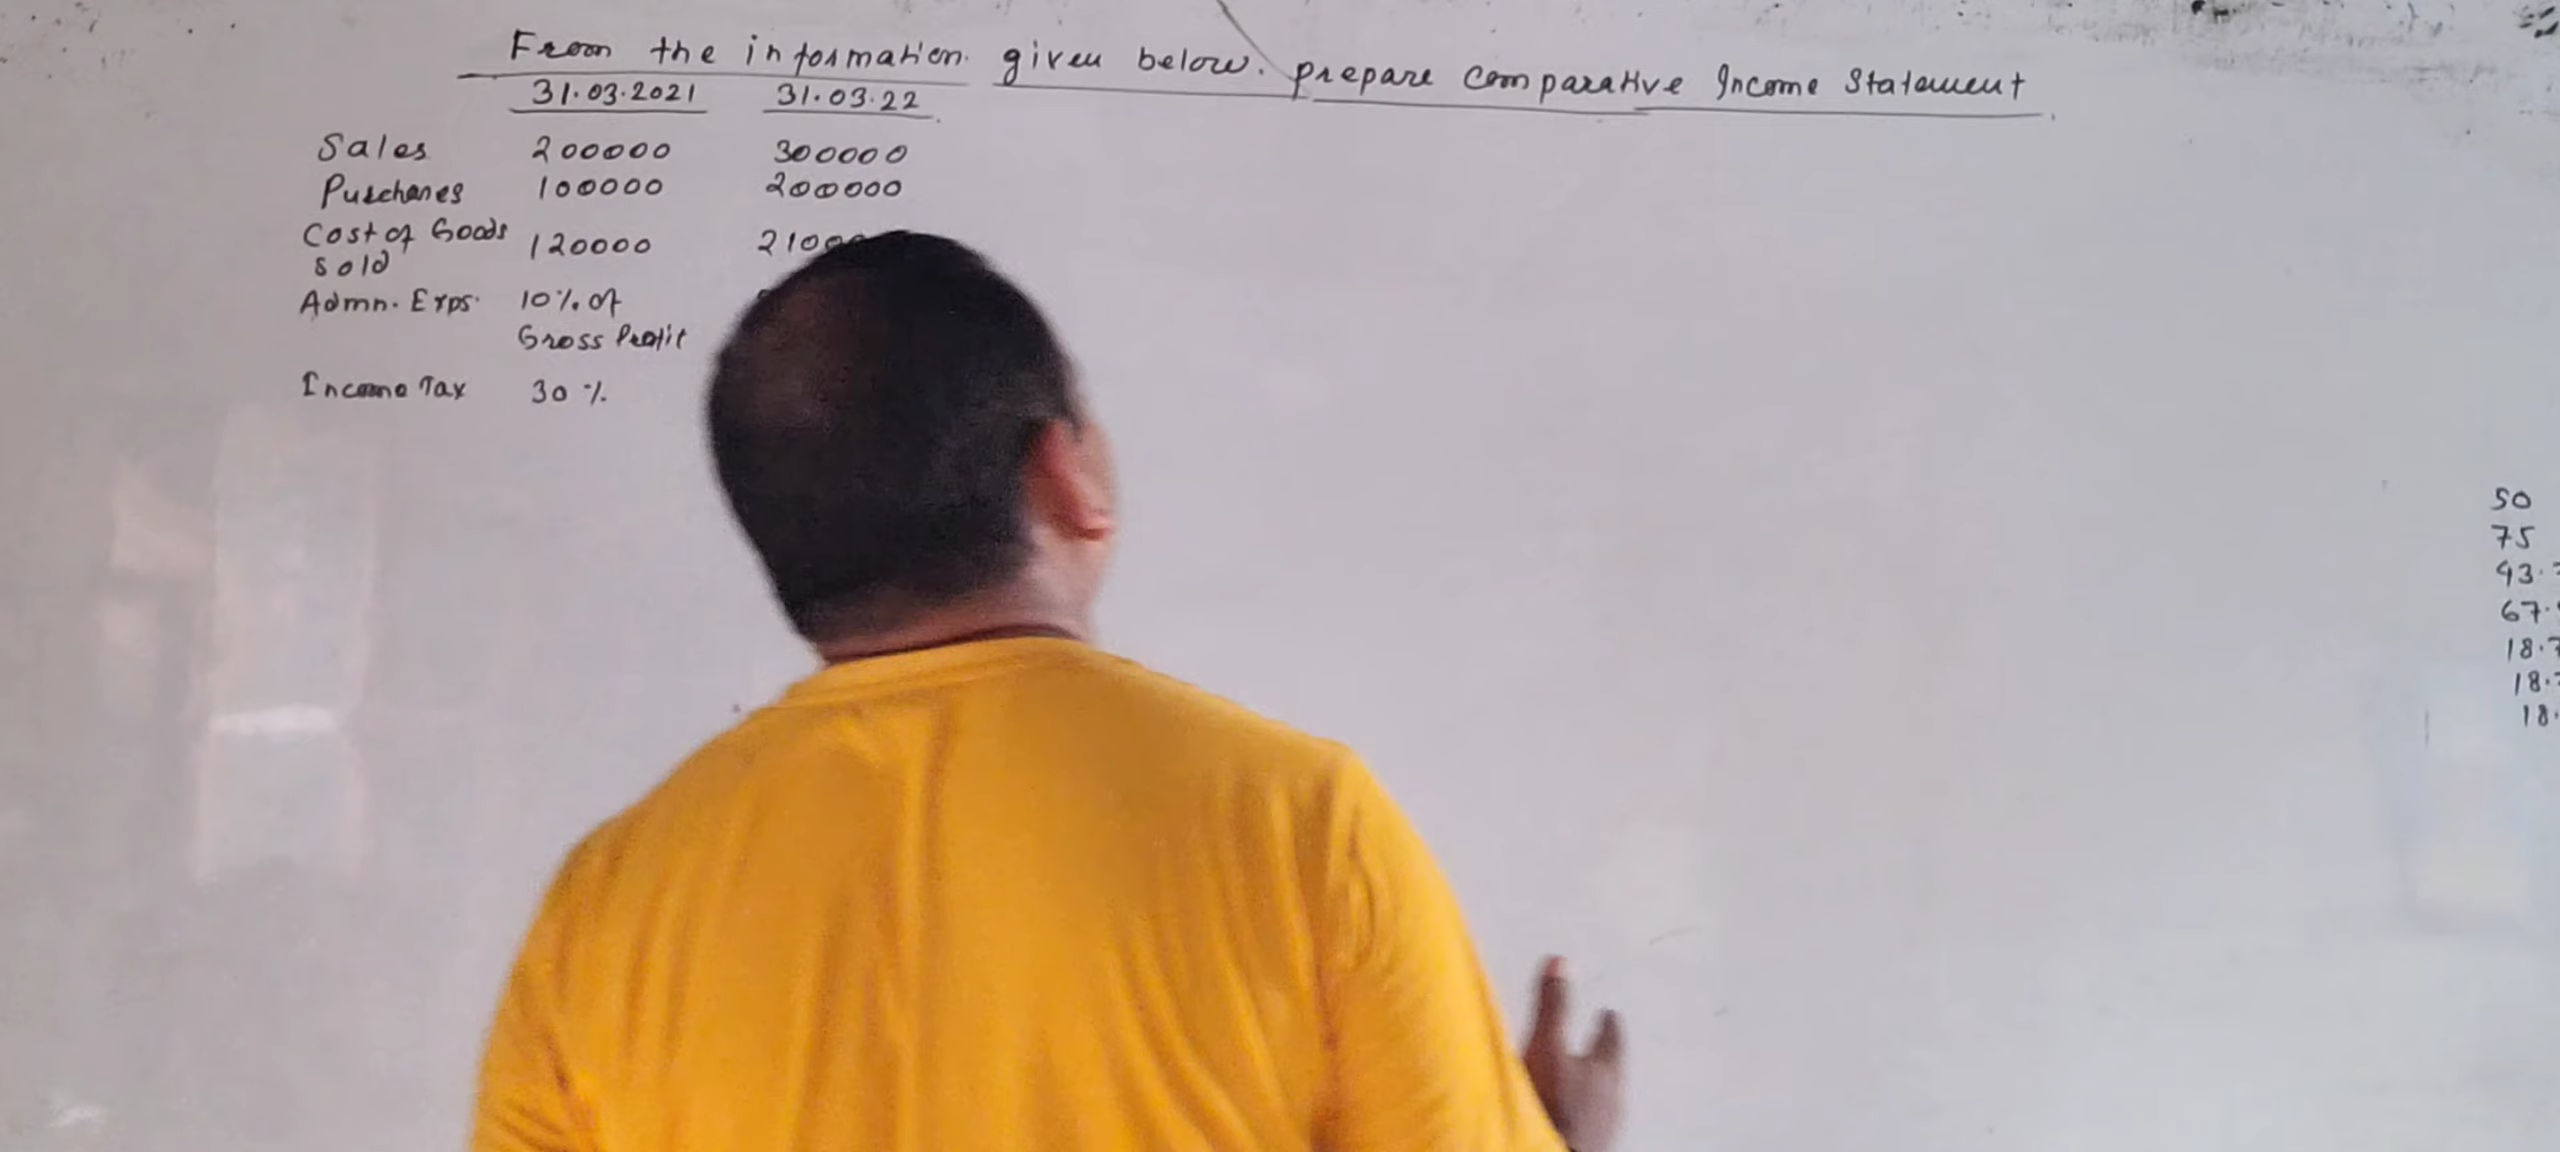 From the information given below. prepare comparative Income Statement
31.03.2021 31.03.22
Sales 200000 300000
Purchases 100000 200000
Cost of Goods Sold 120000
Admn. Exps. 10% of
Gross Profit
Income Tax 30%
50
75